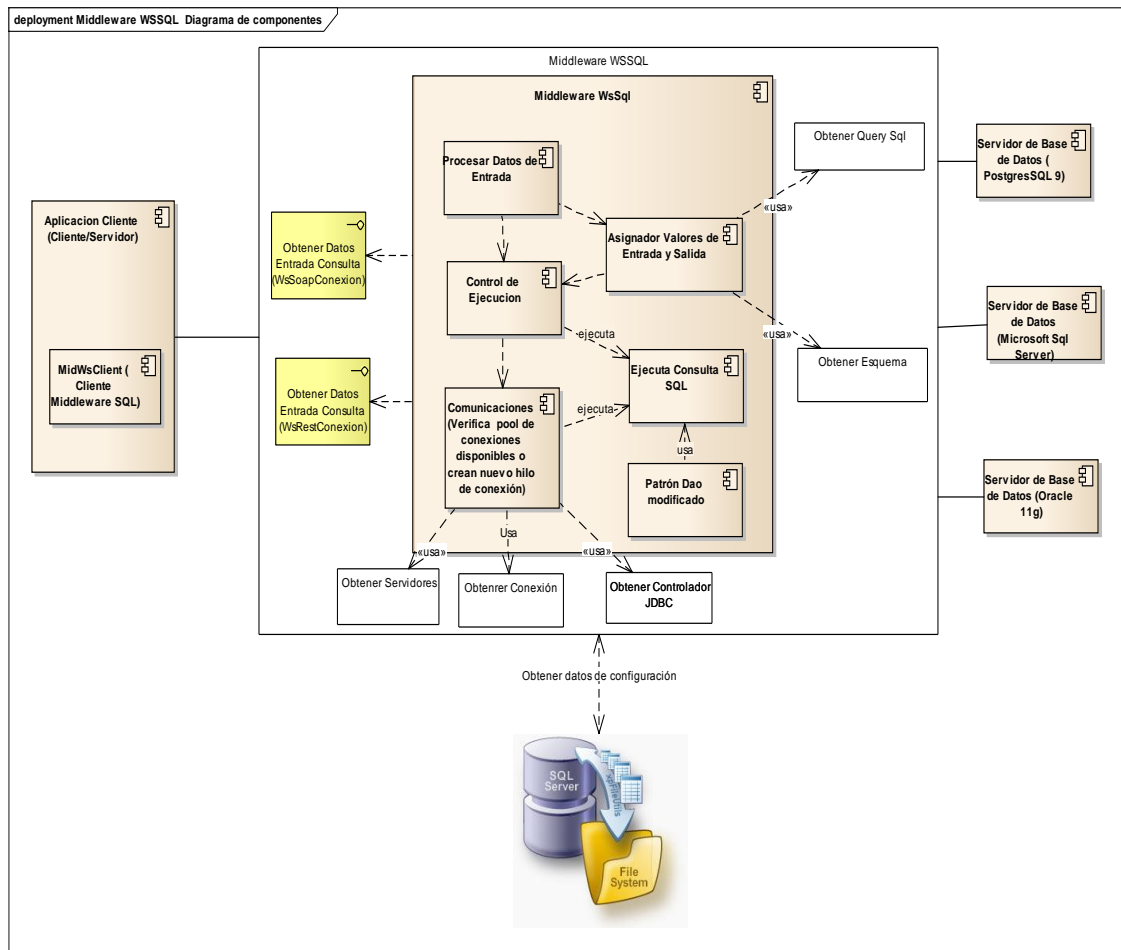 deployment Middleware WSSQL Diagrama de componentes
Middleware WSSQL
Middleware WsSql
Procesar Datos de
Entrada
Obtener Query Sql
Servidor de Base
de Datos (
PostgresSQL 9)
Aplicacion Cliente
(Cliente/Servidor)
Obtener Datos
Entrada Consulta
(WsSoapConexion)
«usa»
Asignador Valores de
Entrada y Salida
Control de
Ejecucion
Servidor de Base
de Datos
(Microsoft Sql
Server)
ejecuta
«usa»
MidWsClient (
Cliente
Middleware SQL)
Obtener Datos
Entrada Consulta
(WsRestConexion)
Ejecuta Consulta
SQL
Obtener Esquema
Comunicaciones
(Verifica pool de
conexiones
disponibles o
crean nuevo hilo
de conexión)
ejecuta
usa
Patrón Dao
modificado
Servidor de Base
de Datos (Oracle
11g)
«usa»
Usa
«usa»
Obtener Servidores
Obtenrer Conexión
Obtener Controlador
JDBC
Obtener datos de configuración
SQL
Server
XpFileUtils
File
System